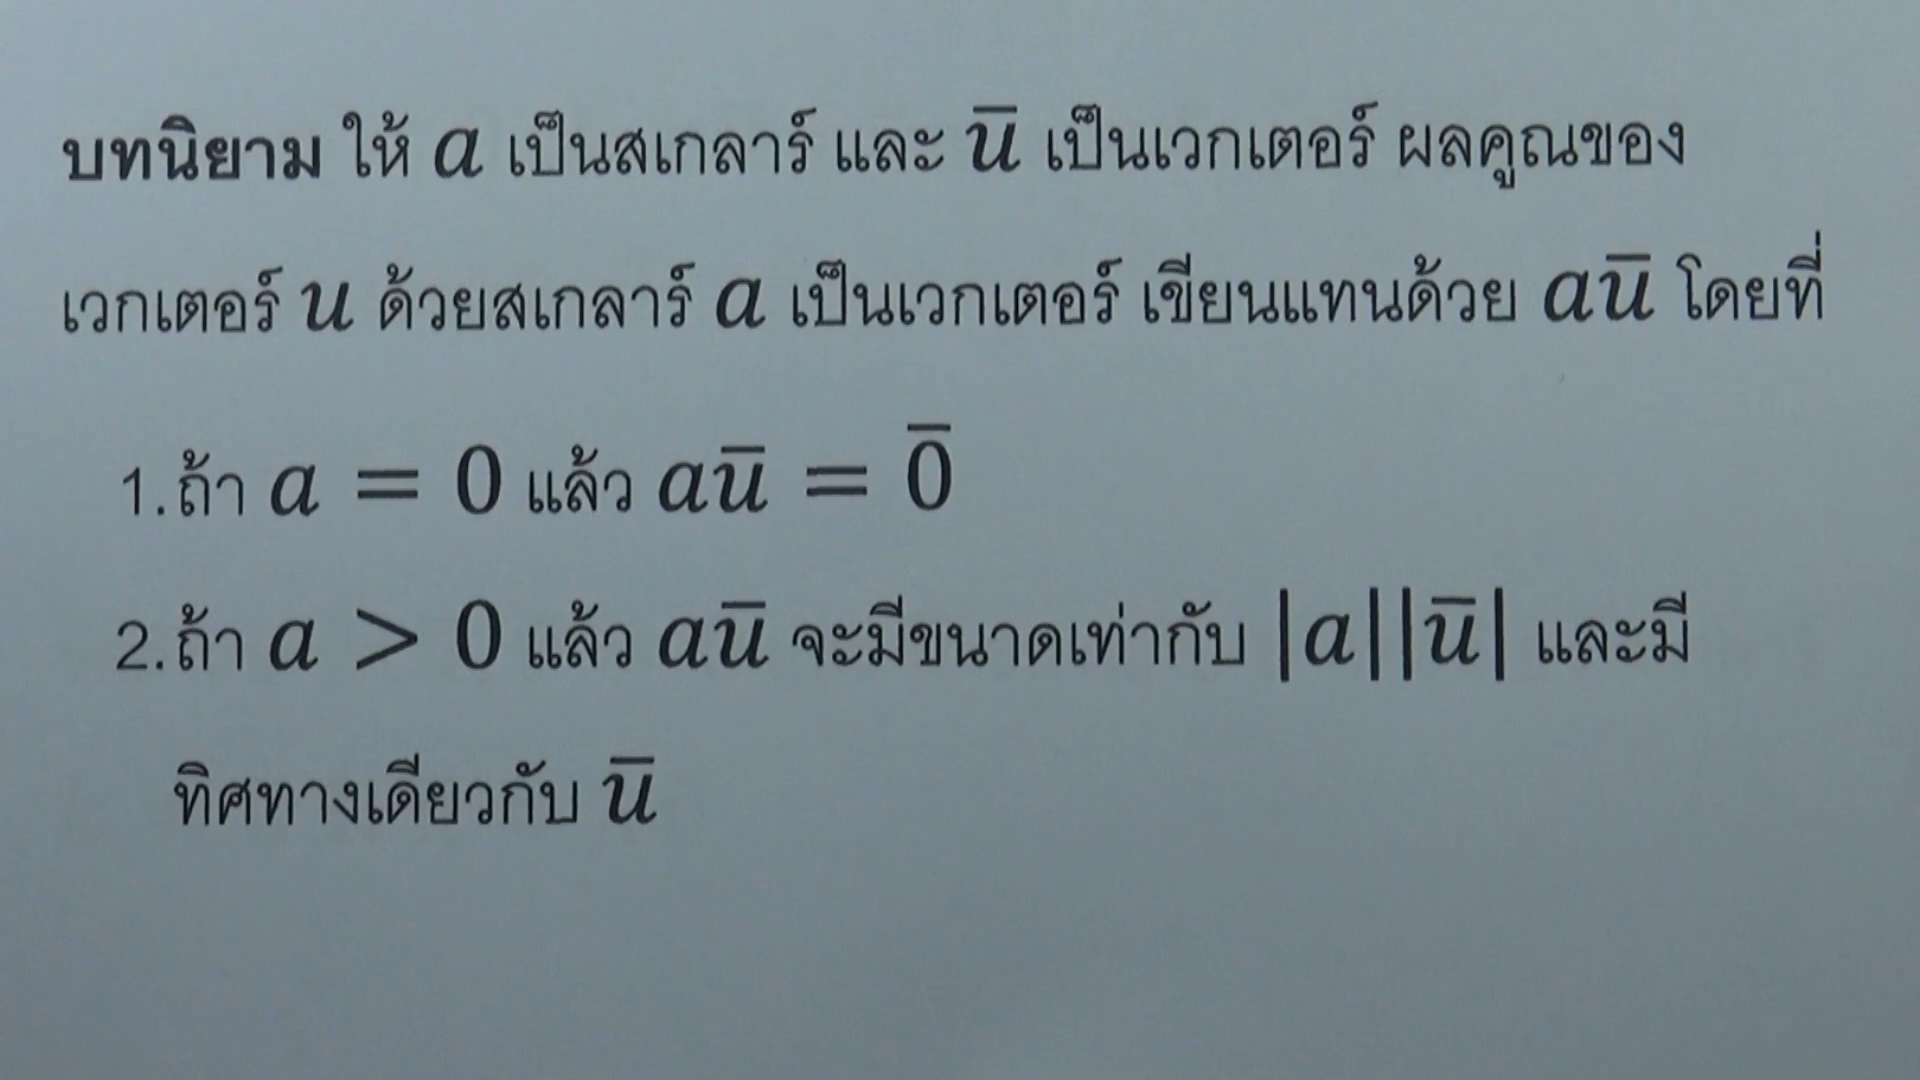 บทนิยาม ให้ a เป็นสเกลาร์ และ ū เป็นเวกเตอร์ ผลคูณของ
เวกเตอร์ u ด้วยสเกลาร์ a เป็นเวกเตอร์ เขียนแทนด้วย aū โดยที่
1. ถ้า a = 0 แล้ว aū = 0̄
2. ถ้า a > 0 แล้ว aū จะมีขนาดเท่ากับ |a||ū| และมี
ทิศทางเดียวกับ ū